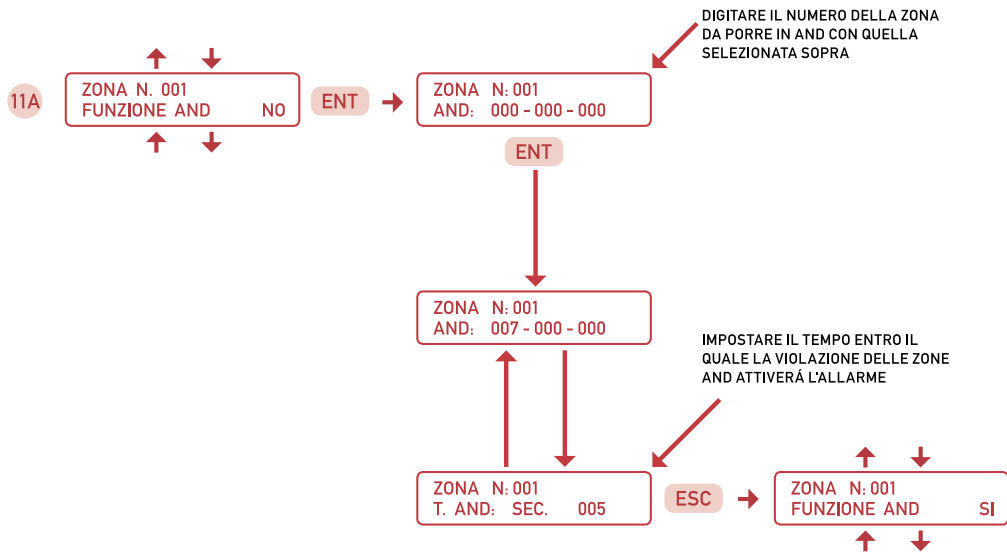 DIGITARE IL NUMERO DELLA ZONA
DA PORRE IN AND CON QUELLA
SELEZIONATA SOPRA
11A
ZONA N. 001
FUNZIONE AND NO
ENT
ZONA N: 001
AND: 000 - 000 - 000
ENT
ZONA N: 001
AND: 007 - 000 - 000
IMPOSTARE IL TEMPO ENTRO IL
QUALE LA VIOLAZIONE DELLE ZONE
AND ATTIVERÁ L'ALLARME
ZONA N: 001
T. AND: SEC. 005
ESC
ZONA N: 001
FUNZIONE AND SI